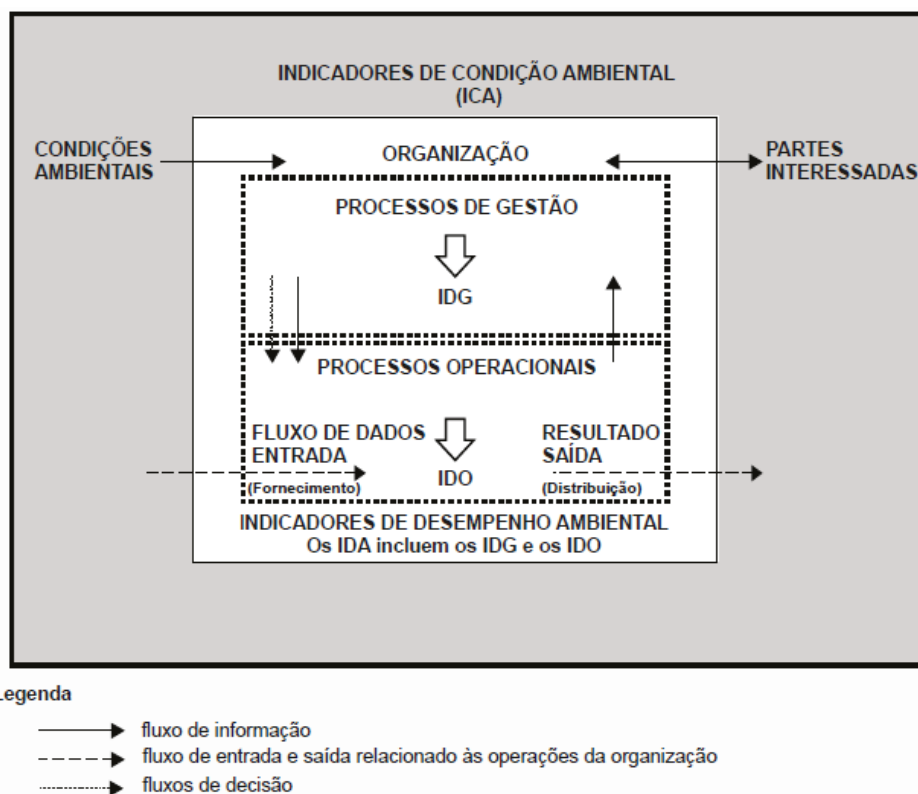 INDICADORES DE CONDIÇÃO AMBIENTAL
(ICA)
CONDIÇÕES
AMBIENTAIS
ORGANIZAÇÃO
PARTES
INTERESSADAS
PROCESSOS DE GESTÃO
IDG
PROCESSOS OPERACIONAIS
FLUXO DE DADOS
ENTRADA
(Fornecimento)
IDO
RESULTADO
SAÍDA
(Distribuição)
INDICADORES DE DESEMPENHO AMBIENTAL
Os IDA incluem os IDG e os IDO
Legenda
fluxo de informação
fluxo de entrada e saída relacionado às operações da organização
fluxos de decisão